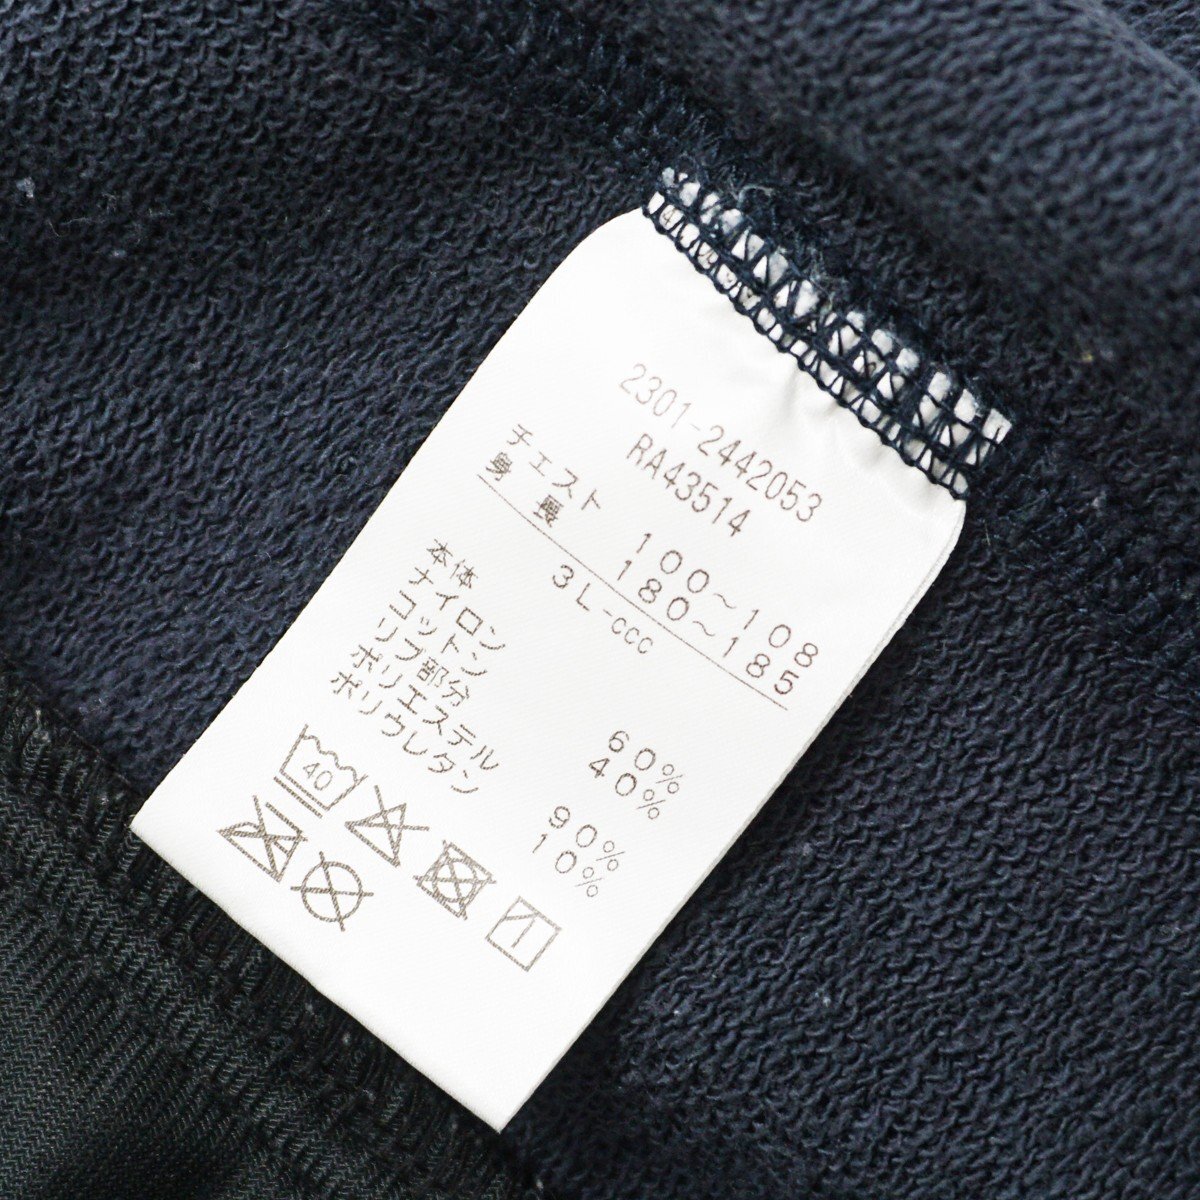 2301-2442053
RA43514
チェスト 100～108
身長 180～185
3L-ccc
本体
ナイロン 60%
コットン 40%
リブ部分
ポリエステル 90%
ポリウレタン 10%
40